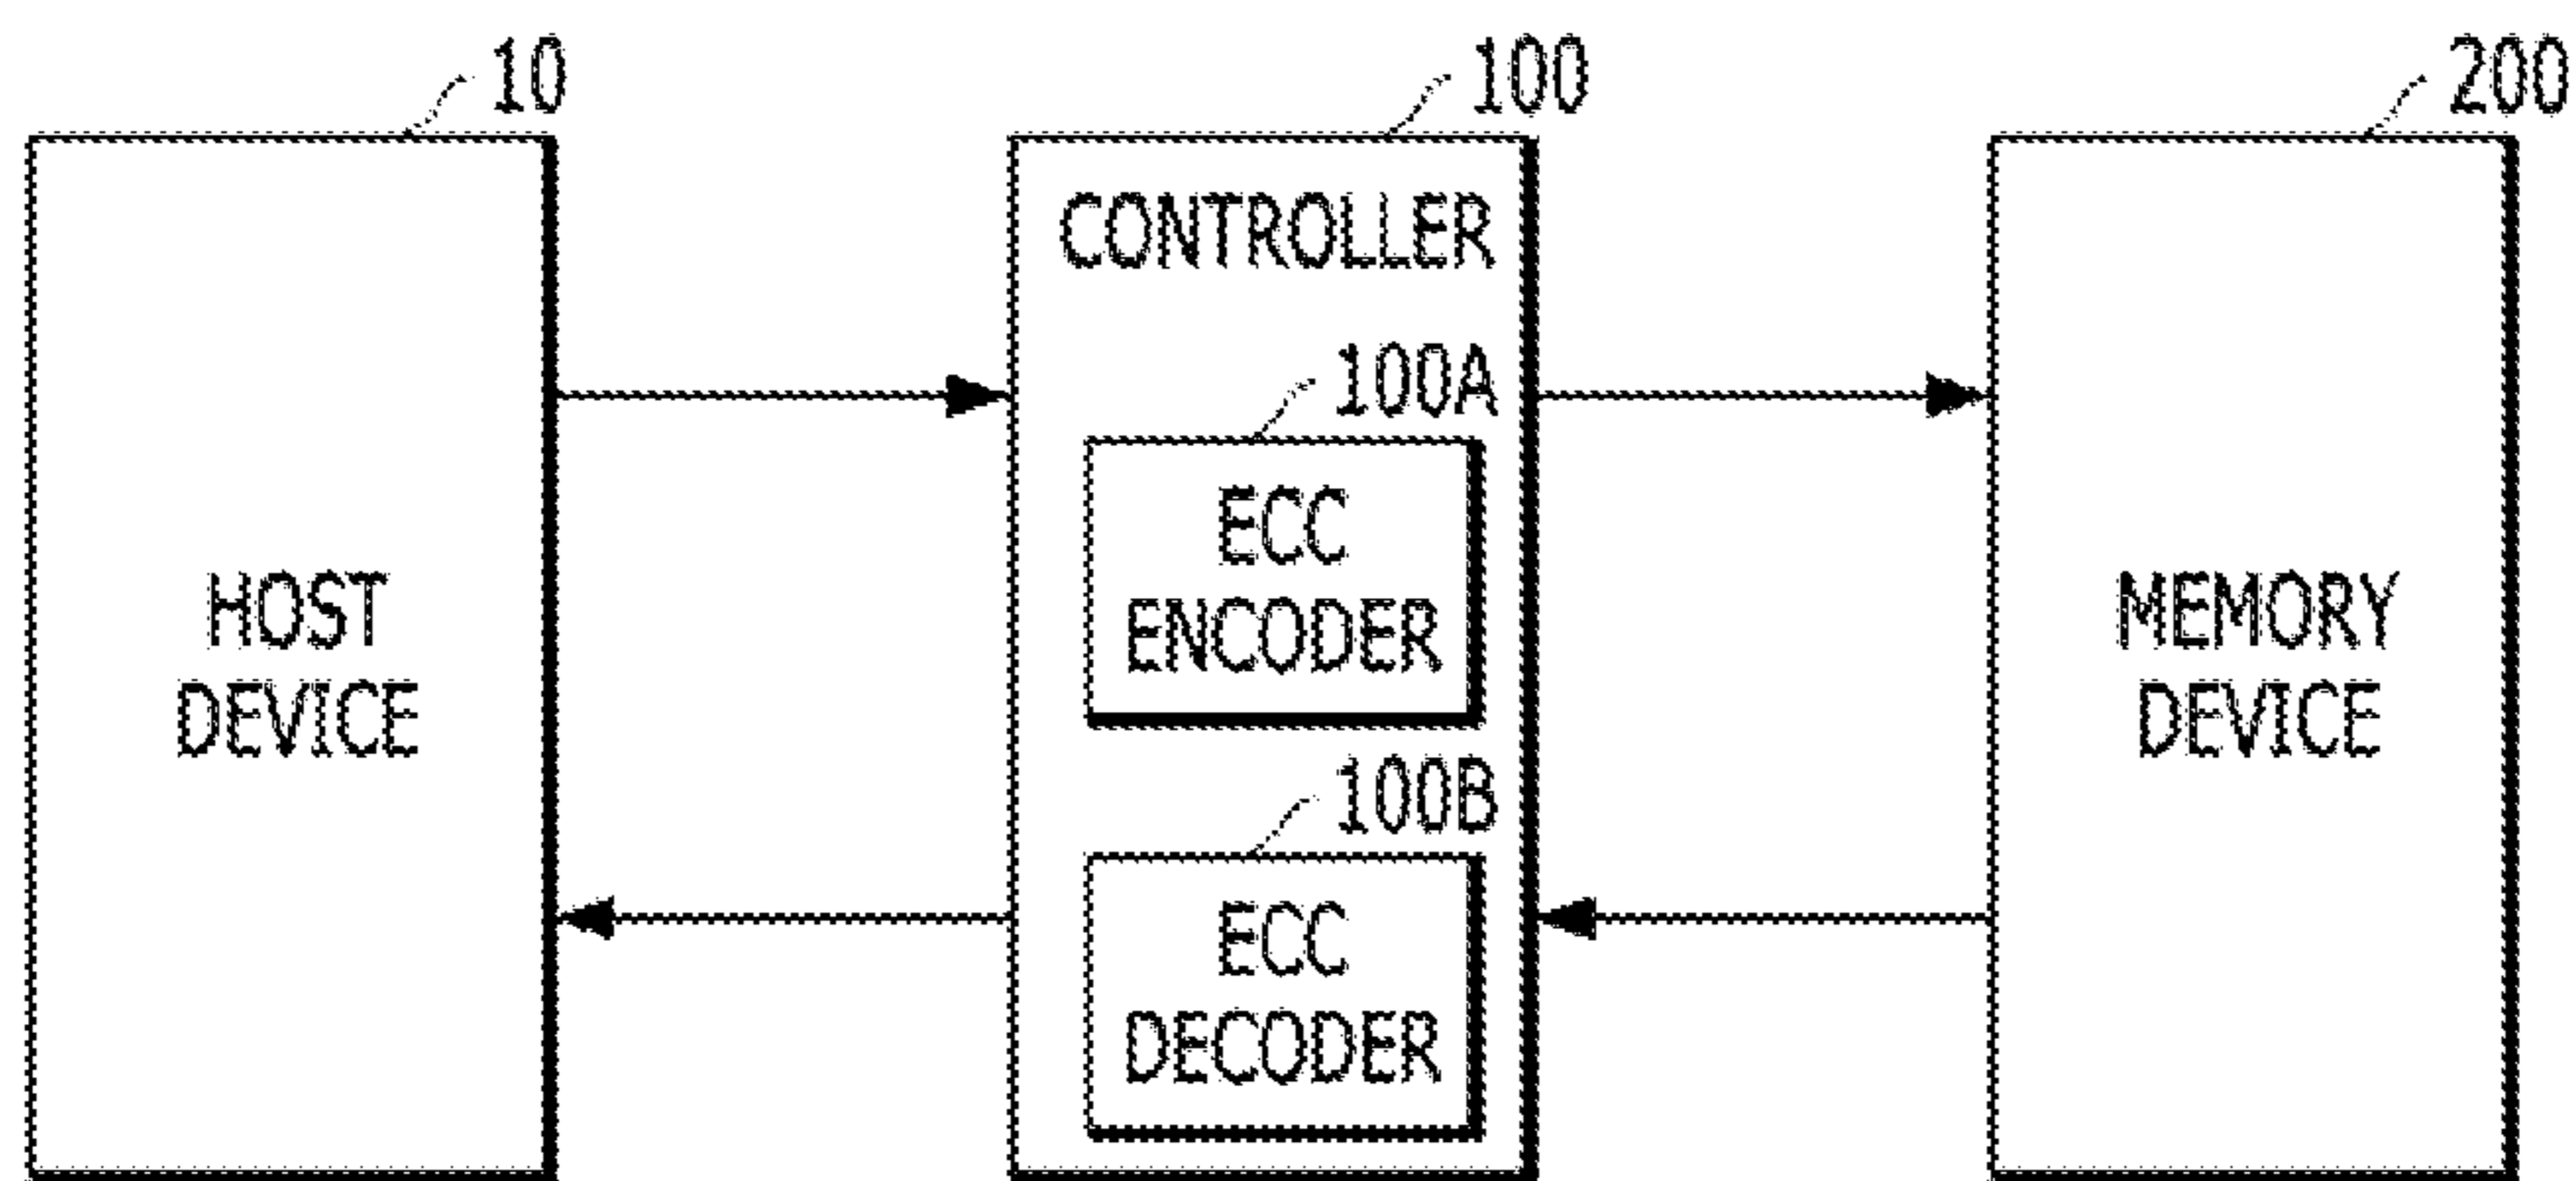 10
100
200
CONTROLLER
100A
ECC
ENCODER
HOST
DEVICE
MEMORY
DEVICE
100B
ECC
DECODER